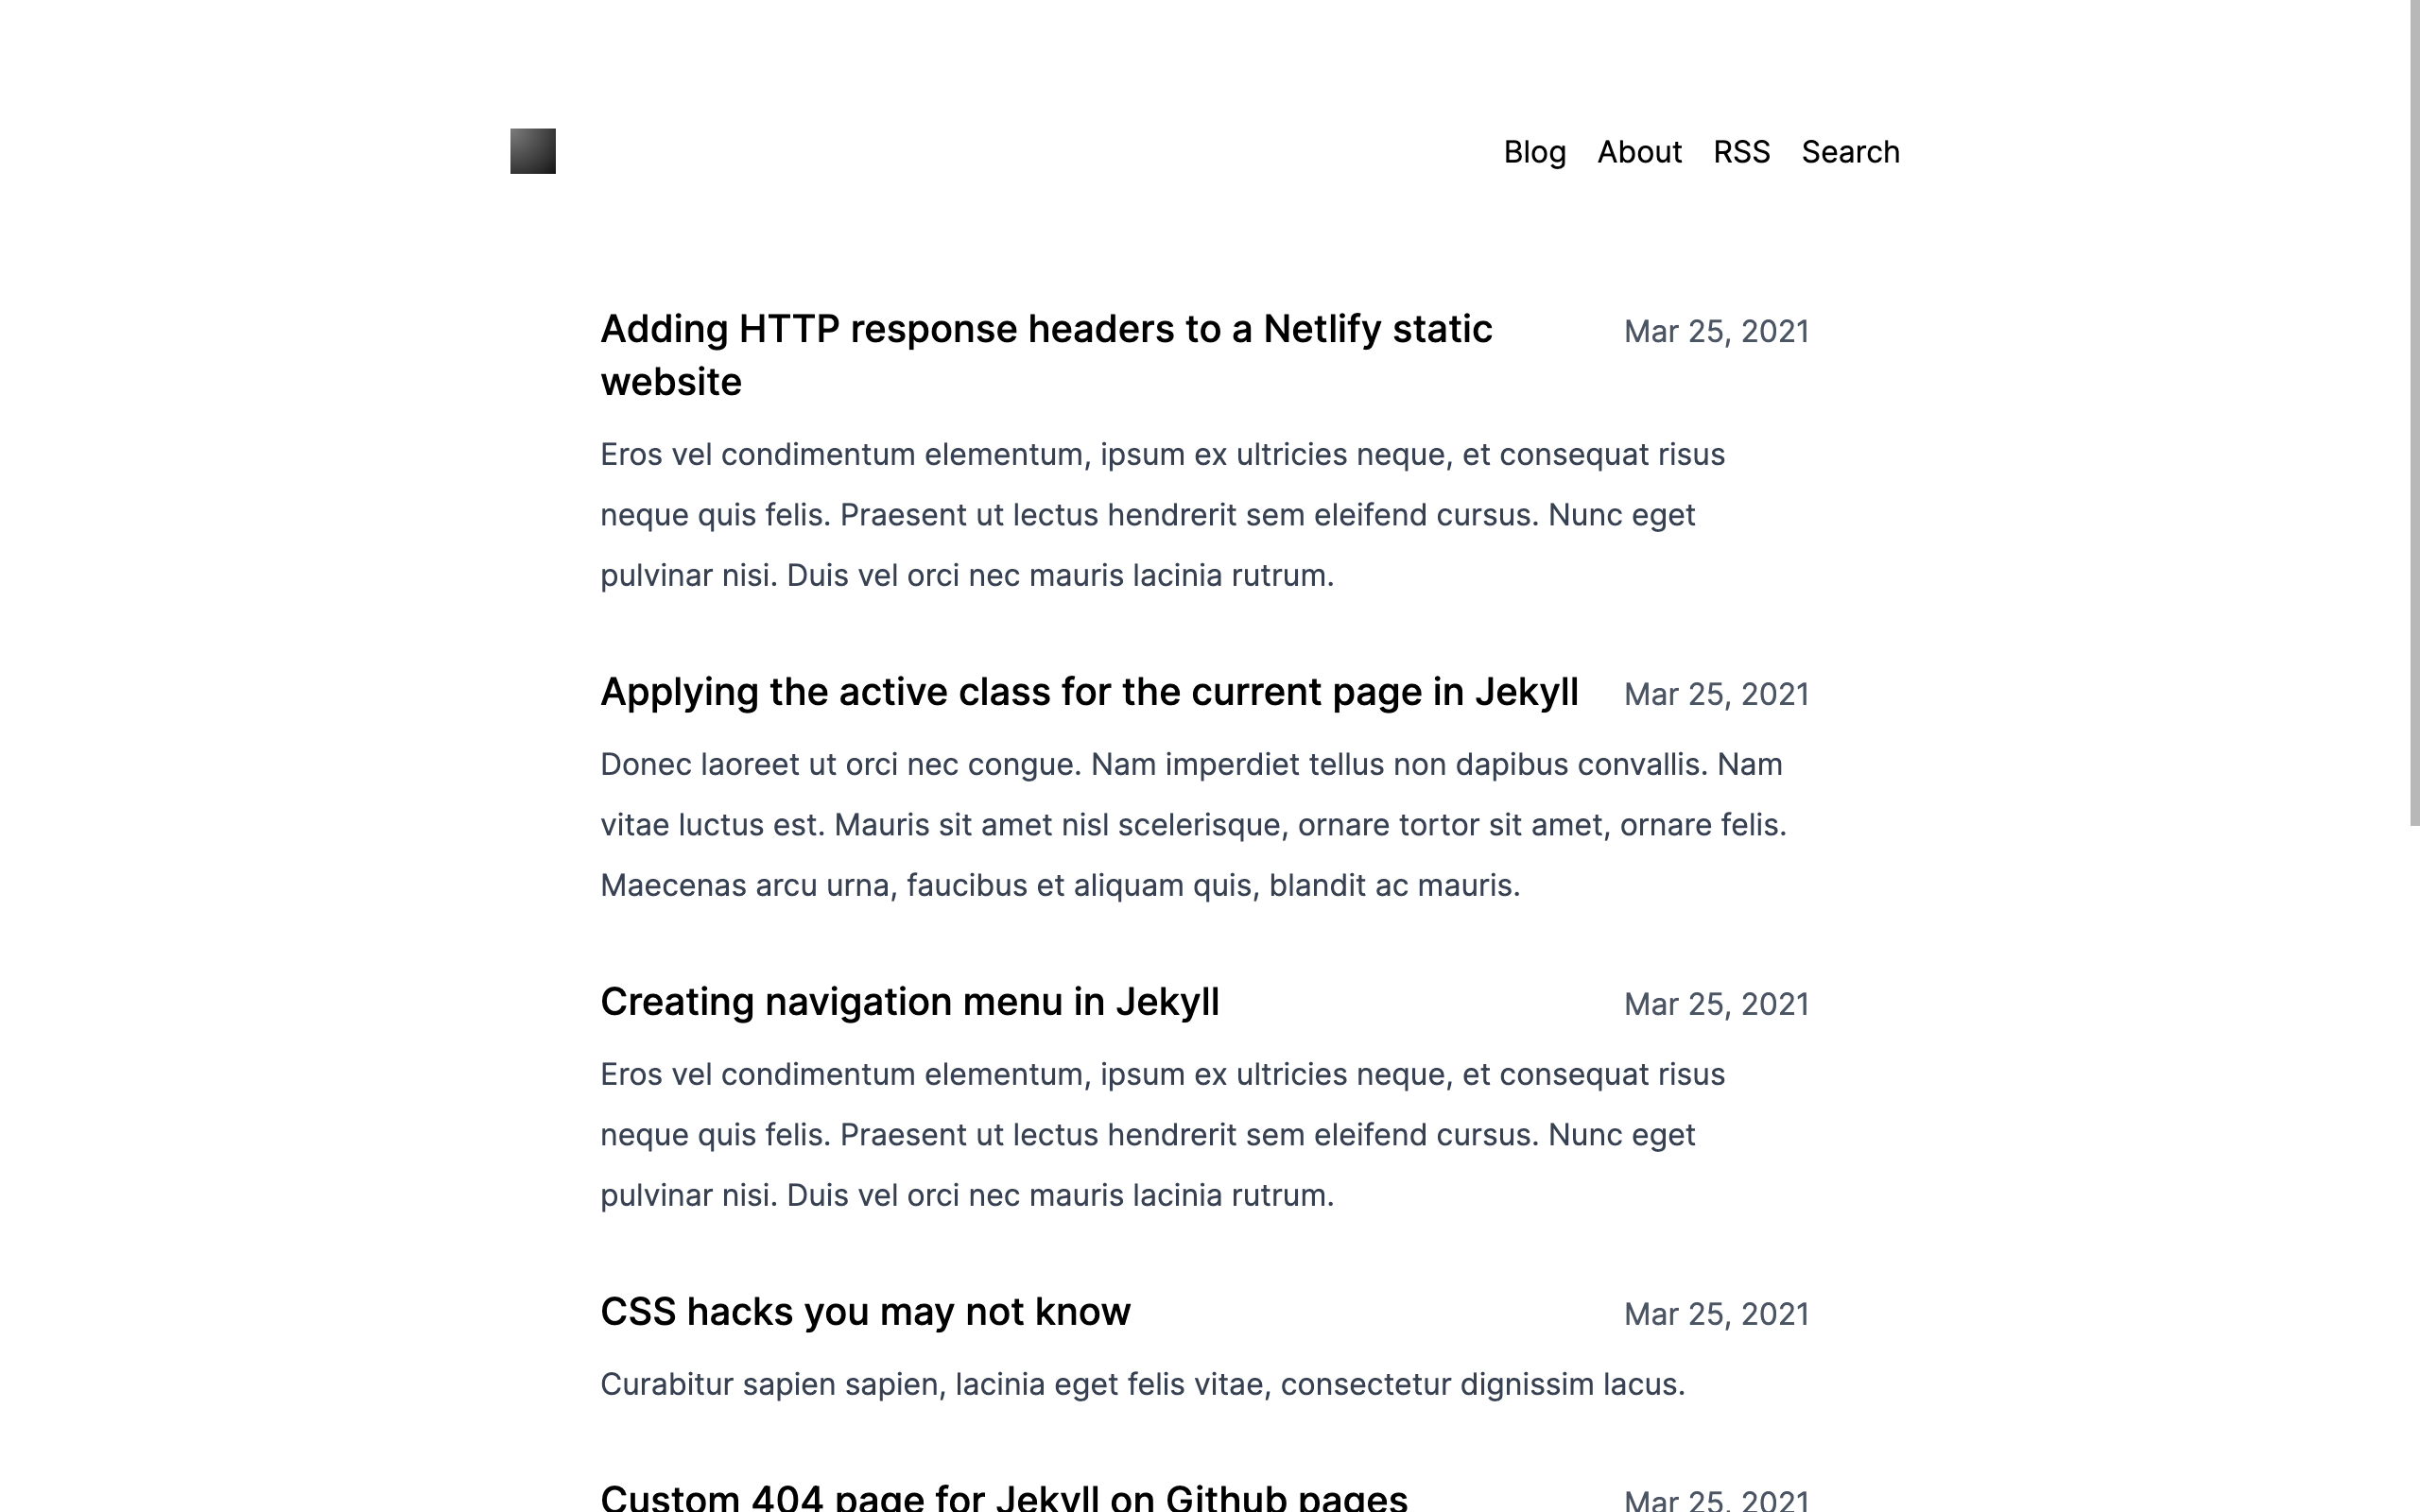 Blog About RSS Search
Adding HTTP response headers to a Netlify static
website
Mar 25, 2021
Eros vel condimentum elementum, ipsum ex ultricies neque, et consequat risus
neque quis felis. Praesent ut lectus hendrerit sem eleifend cursus. Nunc eget
pulvinar nisi. Duis vel orci nec mauris lacinia rutrum.
Applying the active class for the current page in Jekyll
Mar 25, 2021
Donec laoreet ut orci nec congue. Nam imperdiet tellus non dapibus convallis. Nam
vitae luctus est. Mauris sit amet nisl scelerisque, ornare tortor sit amet, ornare felis.
Maecenas arcu urna, faucibus et aliquam quis, blandit ac mauris.
Creating navigation menu in Jekyll
Mar 25, 2021
Eros vel condimentum elementum, ipsum ex ultricies neque, et consequat risus
neque quis felis. Praesent ut lectus hendrerit sem eleifend cursus. Nunc eget
pulvinar nisi. Duis vel orci nec mauris lacinia rutrum.
CSS hacks you may not know
Mar 25, 2021
Curabitur sapien sapien, lacinia eget felis vitae, consectetur dignissim lacus.
Custom 404 page for Jekyll on Github pages
Mar 25, 2021